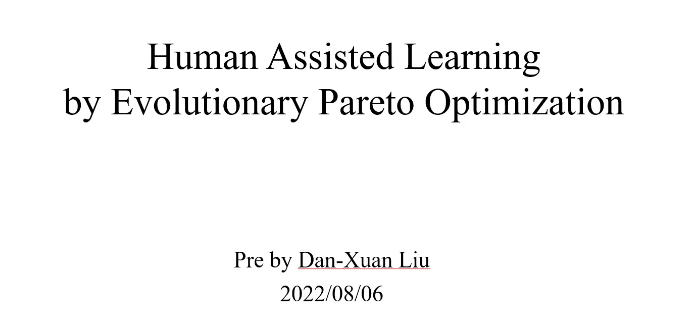 Human Assisted Learning
by Evolutionary Pareto Optimization
Pre by Dan-Xuan Liu
2022/08/06